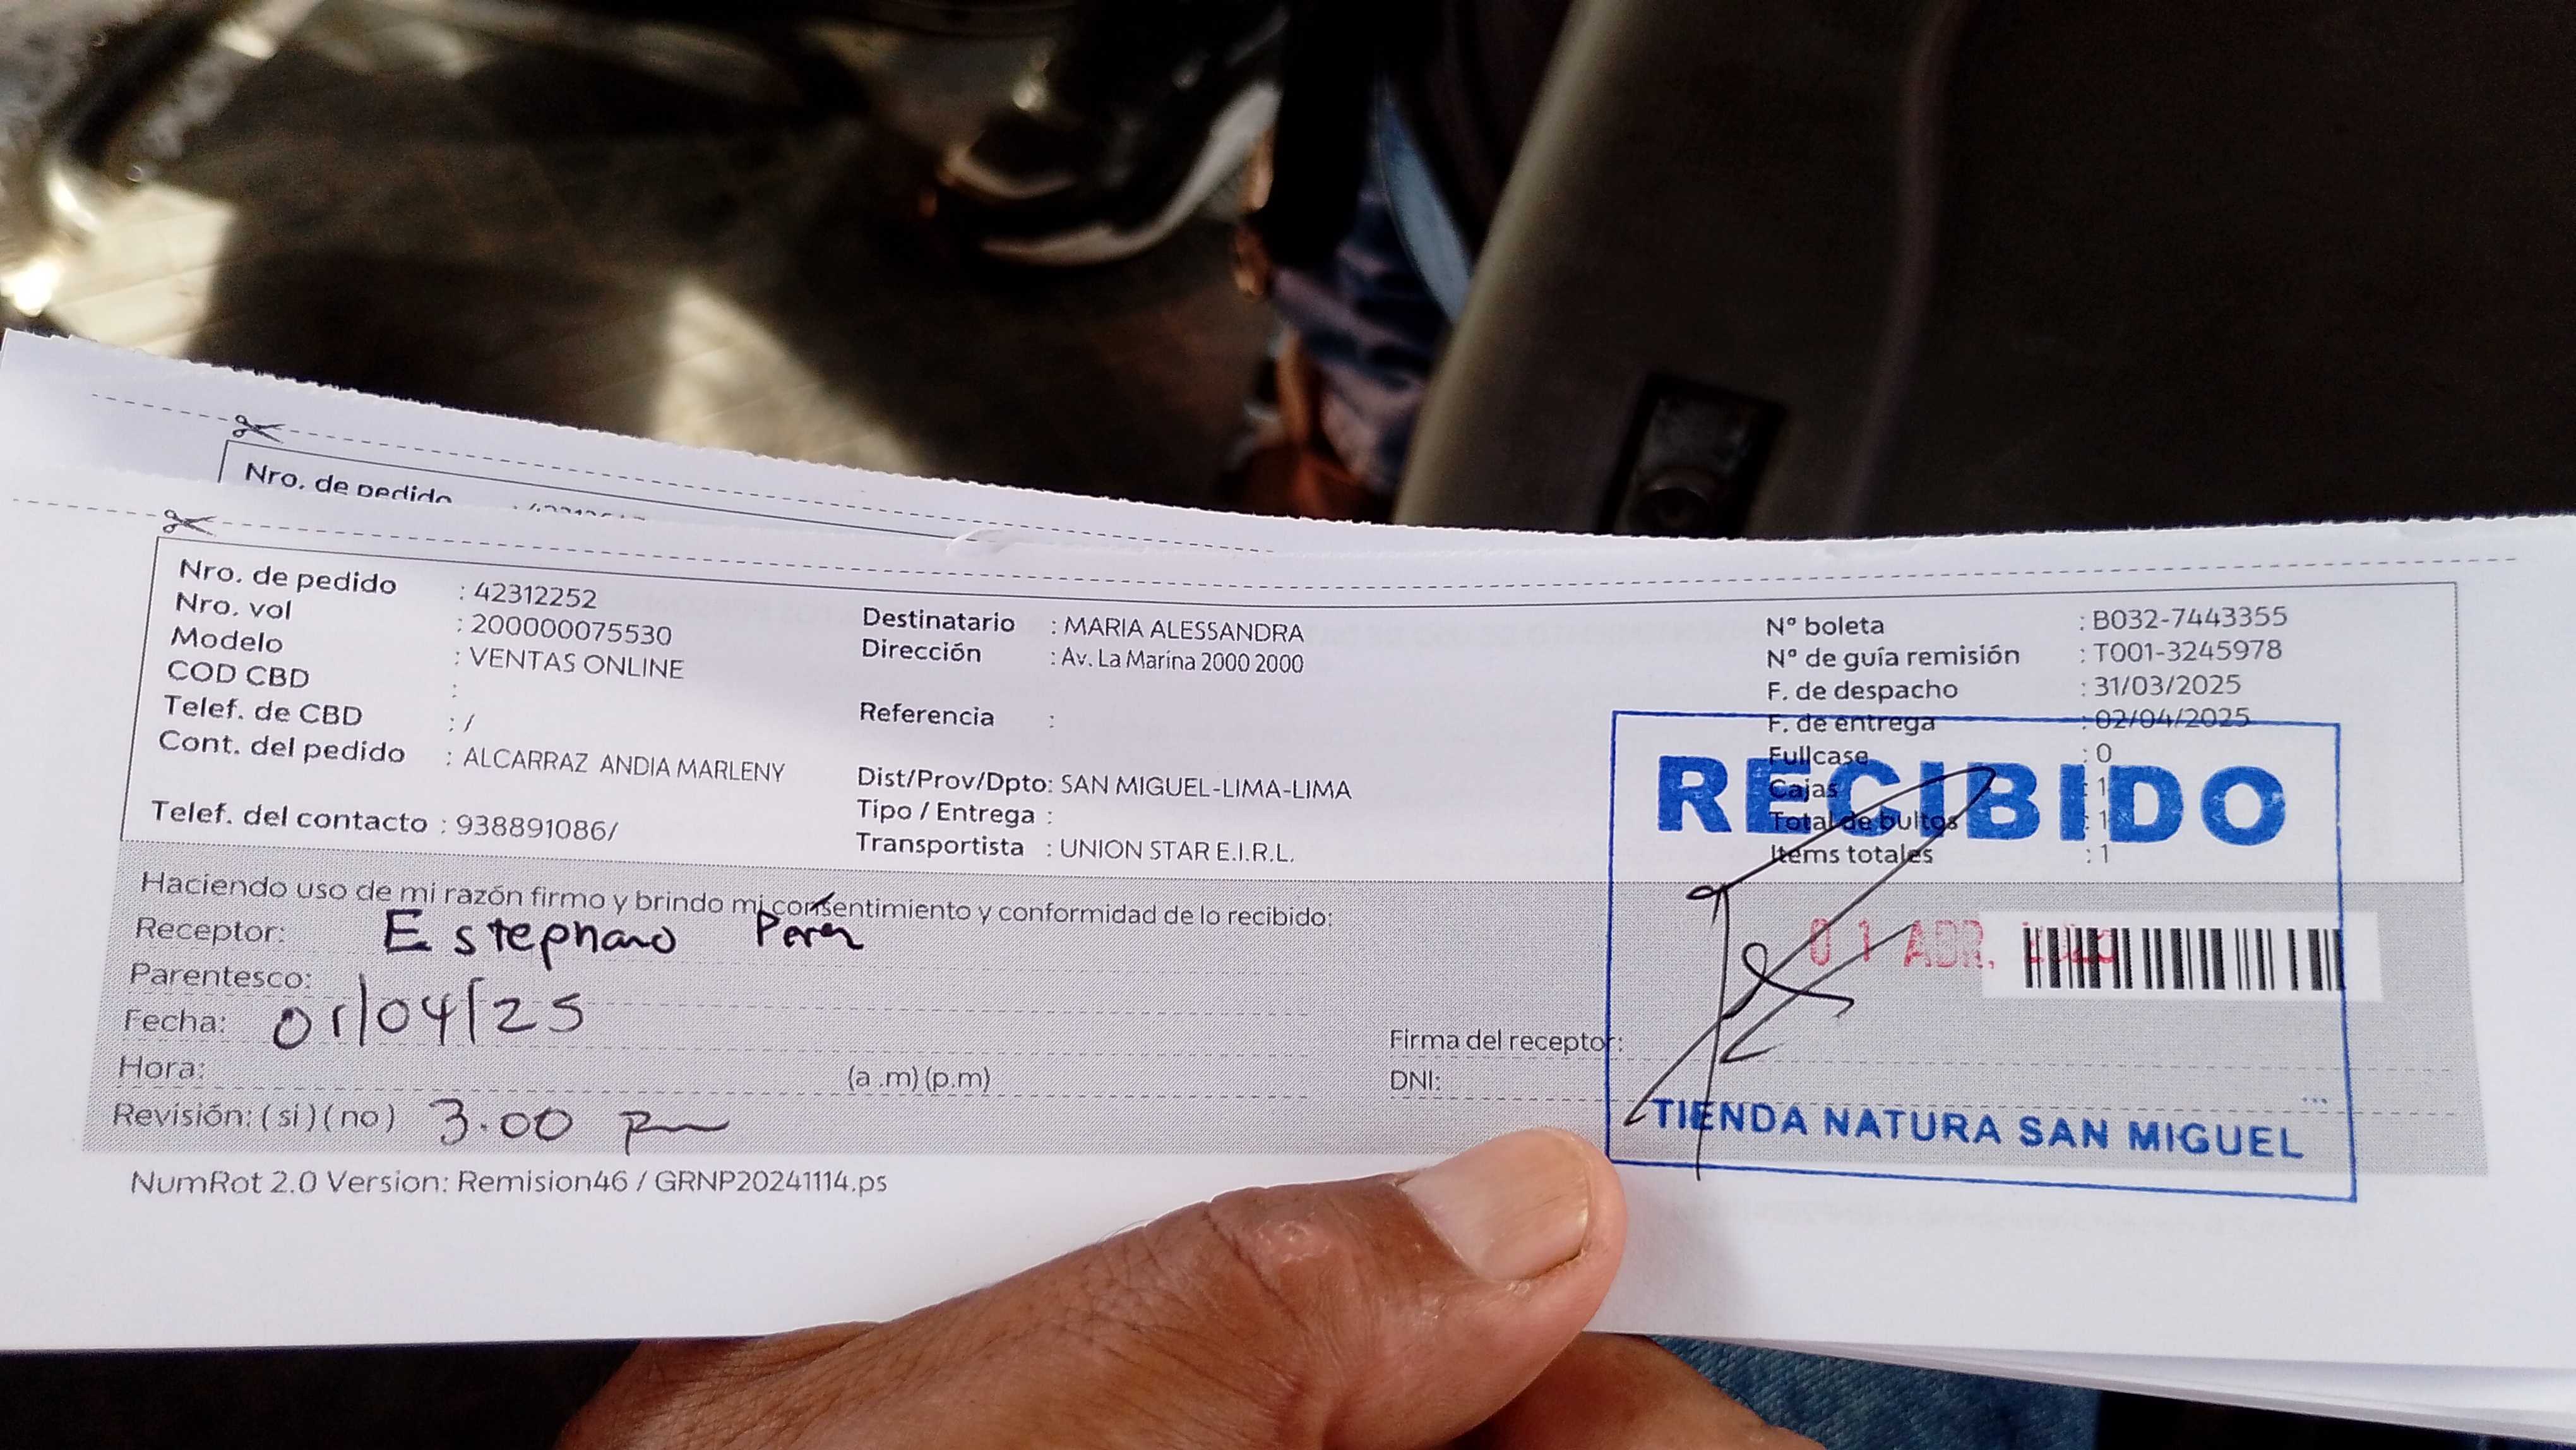 Nro. de pedido
Nro. de pedido : 42312252
Nro. vol : 200000075530
Modelo : VENTAS ONLINE
COD CBD :
Telef. de CBD : /
Cont. del pedido : ALCARRAZ ANDIA MARLENY
Telef. del contacto : 938891086/
Destinatario : MARIA ALESSANDRA
Dirección : Av. La Marina 2000 2000
Referencia :
Dist/Prov/Dpto: SAN MIGUEL-LIMA-LIMA
Tipo / Entrega :
Transportista : UNION STAR E.I.R.L.
N° boleta : B032-7443355
N° de guía remisión : T001-3245978
F. de despacho : 31/03/2025
F. de entrega : 02/04/2025
Fullcase : 0
Cajas : 1
Total de bultos : 1
Items totales : 1
RECIBIDO
01 ABR.
TIENDA NATURA SAN MIGUEL
Haciendo uso de mi razón firmo y brindo mi consentimiento y conformidad de lo recibido:
Receptor: Estephano Perez
Parentesco:
Fecha: 01/04/25
Hora: (a .m) (p.m)
Revisión: ( si ) ( no ) 3.00 pm
Firma del receptor:
DNI:
NumRot 2.0 Version: Remision46 / GRNP20241114.ps